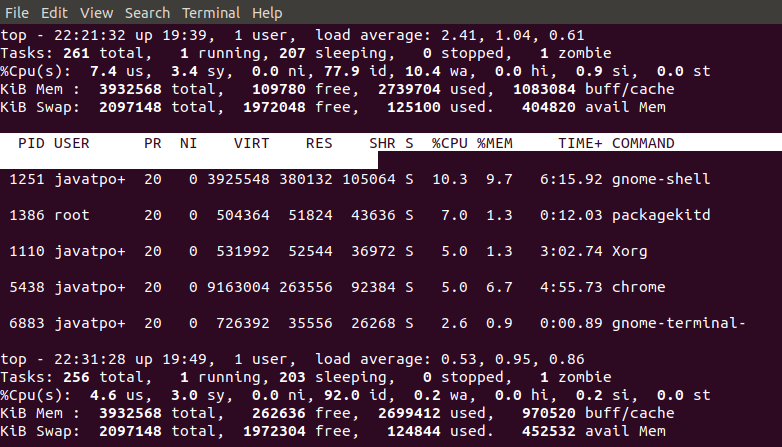 File Edit View Search Terminal Help
top - 22:21:32 up 19:39,  1 user,  load average: 2.41, 1.04, 0.61
Tasks: 261 total,   1 running, 207 sleeping,   0 stopped,   1 zombie
%Cpu(s):  7.4 us,  3.4 sy,  0.0 ni, 77.9 id, 10.4 wa,  0.0 hi,  0.9 si,  0.0 st
KiB Mem :  3932568 total,   109780 free,  2739704 used,  1083084 buff/cache
KiB Swap:  2097148 total,  1972048 free,   125100 used.   404820 avail Mem
PID USER      PR  NI    VIRT    RES    SHR S  %CPU %MEM     TIME+ COMMAND
1251 javatpo+  20   0 3925548 380132 105064 S  10.3  9.7   6:15.92 gnome-shell
1386 root      20   0  504364  51824  43636 S   7.0  1.3   0:12.03 packagekitd
1110 javatpo+  20   0  531992  52544  36972 S   5.0  1.3   3:02.74 Xorg
5438 javatpo+  20   0 9163004 263556  92384 S   5.0  6.7   4:55.73 chrome
6883 javatpo+  20   0  726392  35556  26268 S   2.6  0.9   0:00.89 gnome-terminal-
top - 22:31:28 up 19:49,  1 user,  load average: 0.53, 0.95, 0.86
Tasks: 256 total,   1 running, 203 sleeping,   0 stopped,   1 zombie
%Cpu(s):  4.6 us,  3.0 sy,  0.0 ni, 92.0 id,  0.2 wa,  0.0 hi,  0.2 si,  0.0 st
KiB Mem :  3932568 total,   262636 free,  2699412 used,   970520 buff/cache
KiB Swap:  2097148 total,  1972304 free,   124844 used.   452532 avail Mem